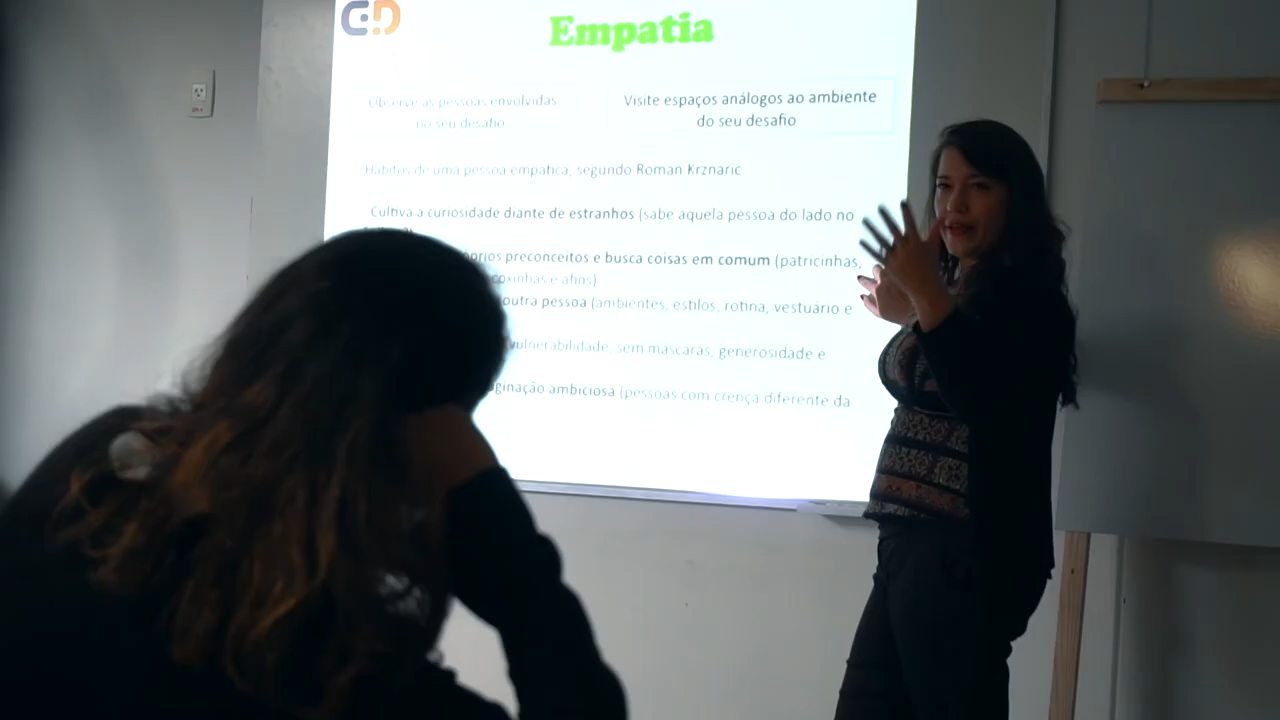 Empatia
Observe as pessoas envolvidas
no seu desafio
Visite espaços análogos ao ambiente
do seu desafio
Hábitos de uma pessoa empática, segundo Roman Krznaric
Cultiva a curiosidade diante de estranhos (sabe aquela pessoa do lado no
preconceitos e busca coisas em comum (patricinhas,
coxinhas e afins)
outra pessoa (ambientes, estilos, rotina, vestuário e
vulnerabilidade, sem máscaras, generosidade e
ambiciosa (pessoas com crença diferente da